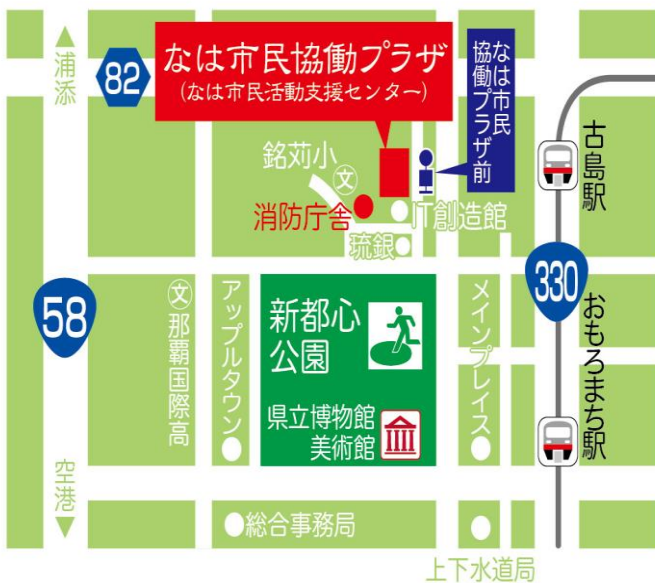 ▲
浦添
82
なは市民協働プラザ
(なは市民活動支援センター)
なは市民
協働プラザ前
古島駅
銘苅小
文
消防庁舎
IT創造館
琉銀
58
文
那覇国際高
アップルタウン
新都心
公園
県立博物館
美術館
メインプレイス
330
おもろまち駅
空港
▼
総合事務局
上下水道局